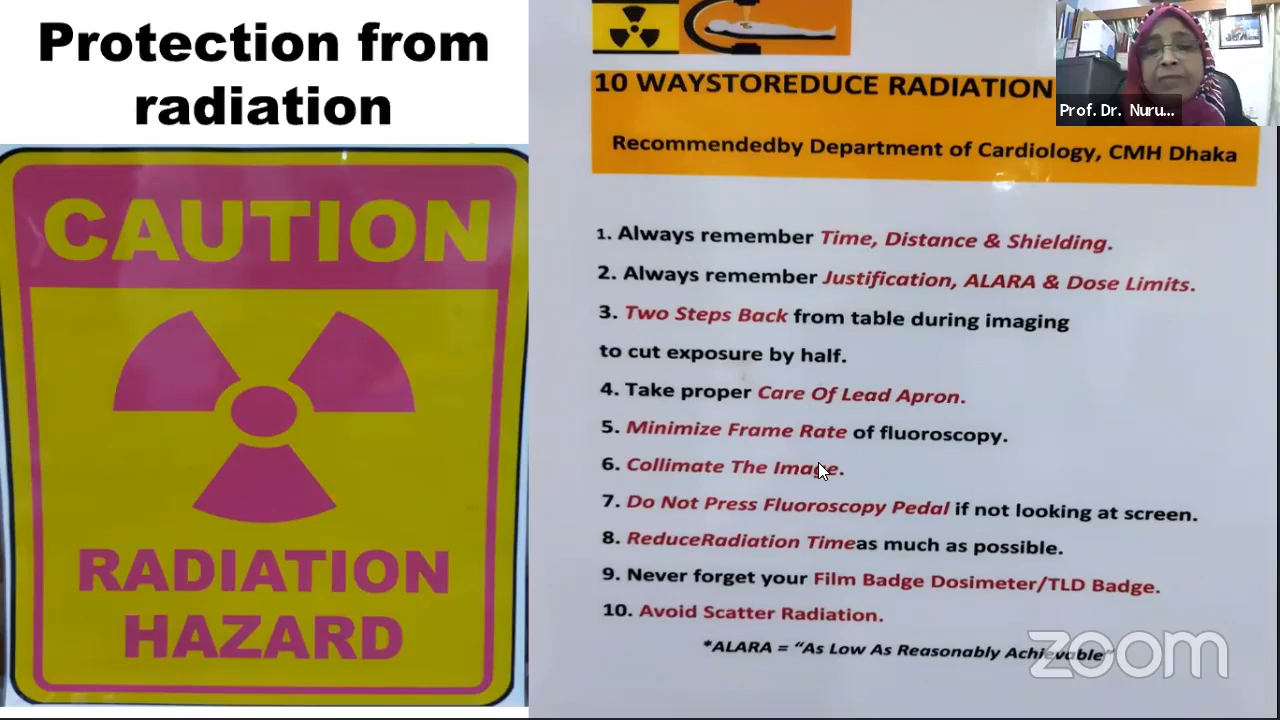 Protection from
radiation
CAUTION
RADIATION
HAZARD
10 WAYSTOREDUCE RADIATION
Recommendedby Department of Cardiology, CMH Dhaka
1. Always remember Time, Distance & Shielding.
2. Always remember Justification, ALARA & Dose Limits.
3. Two Steps Back from table during imaging
to cut exposure by half.
4. Take proper Care Of Lead Apron.
5. Minimize Frame Rate of fluoroscopy.
6. Collimate The Image.
7. Do Not Press Fluoroscopy Pedal if not looking at screen.
8. ReduceRadiation Timeas much as possible.
9. Never forget your Film Badge Dosimeter/TLD Badge.
10. Avoid Scatter Radiation.
*ALARA = “As Low As Reasonably Achievable”
Prof. Dr. Nuru...
zoom